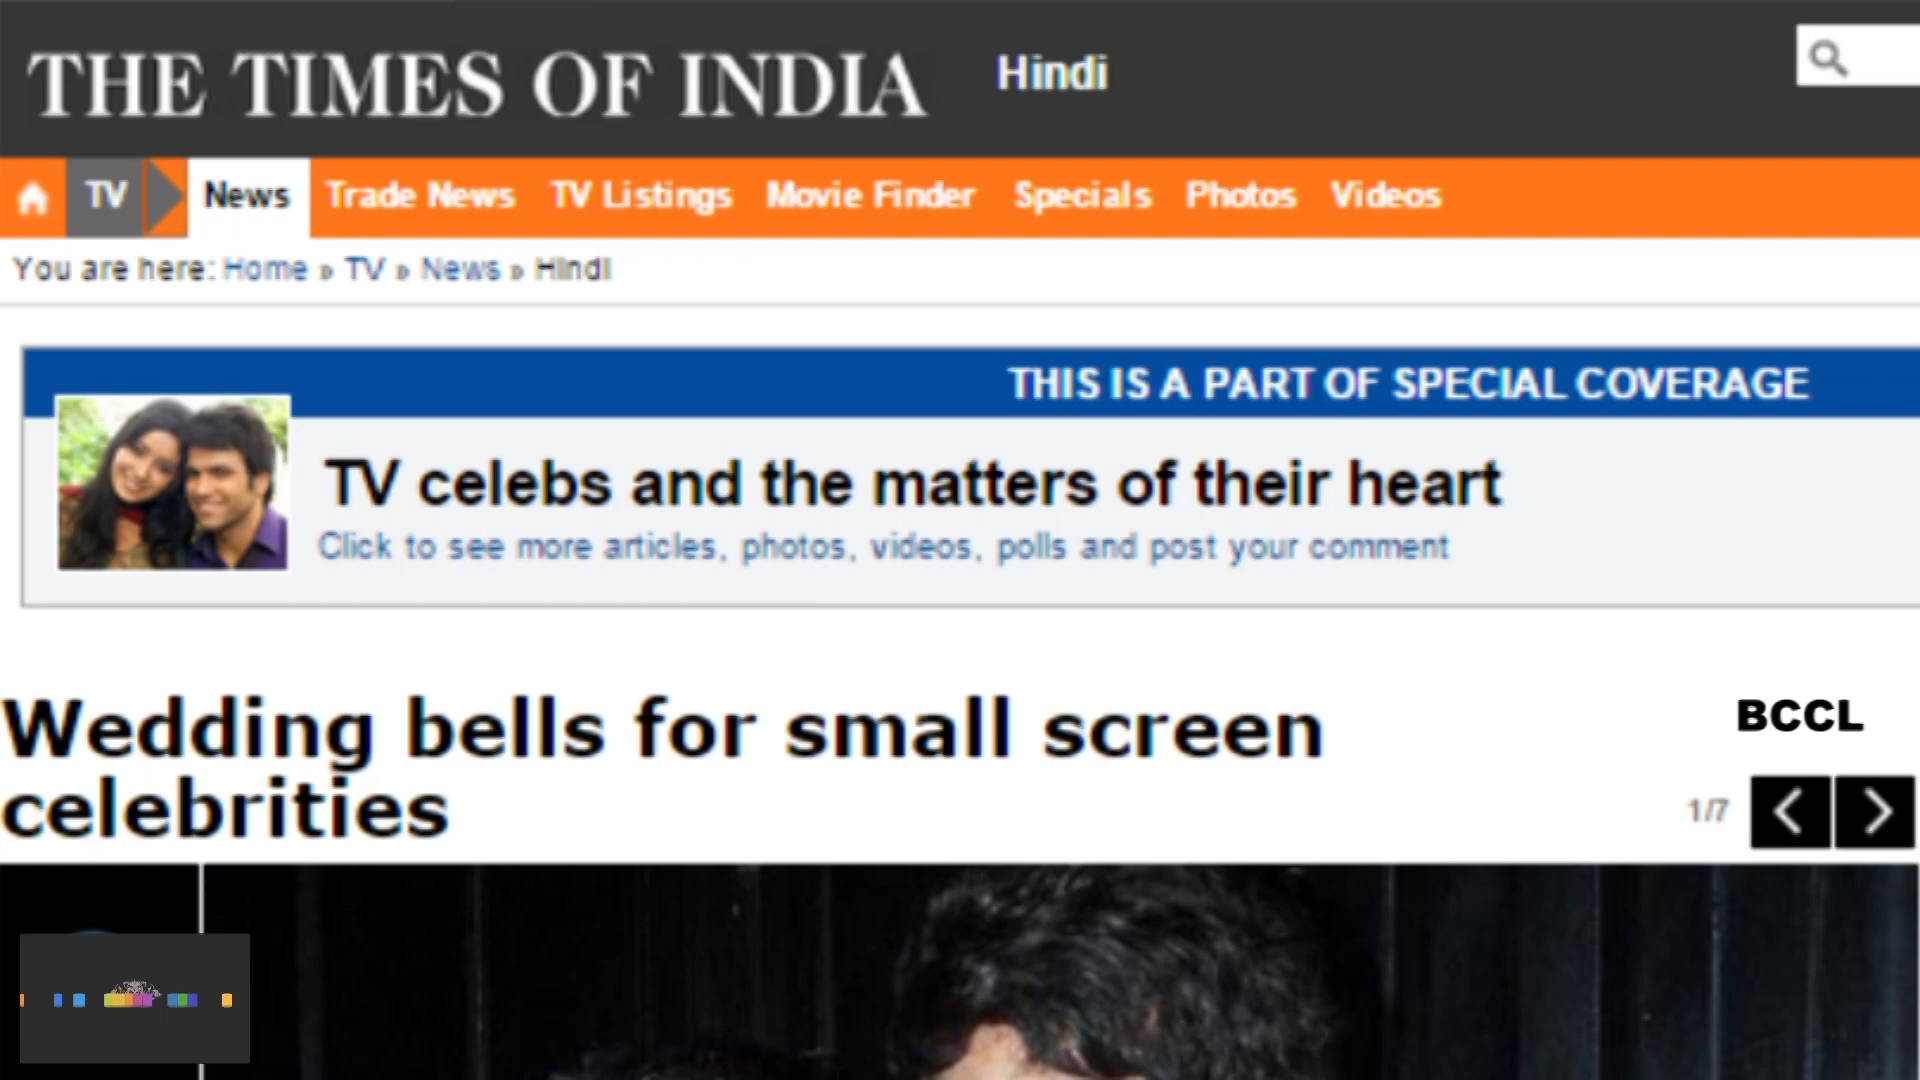 THE TIMES OF INDIA Hindi
TV News Trade News TV Listings Movie Finder Specials Photos Videos
You are here: Home » TV » News » Hindi
THIS IS A PART OF SPECIAL COVERAGE
TV celebs and the matters of their heart
Click to see more articles, photos, videos, polls and post your comment
Wedding bells for small screen
celebrities
BCCL
1/7